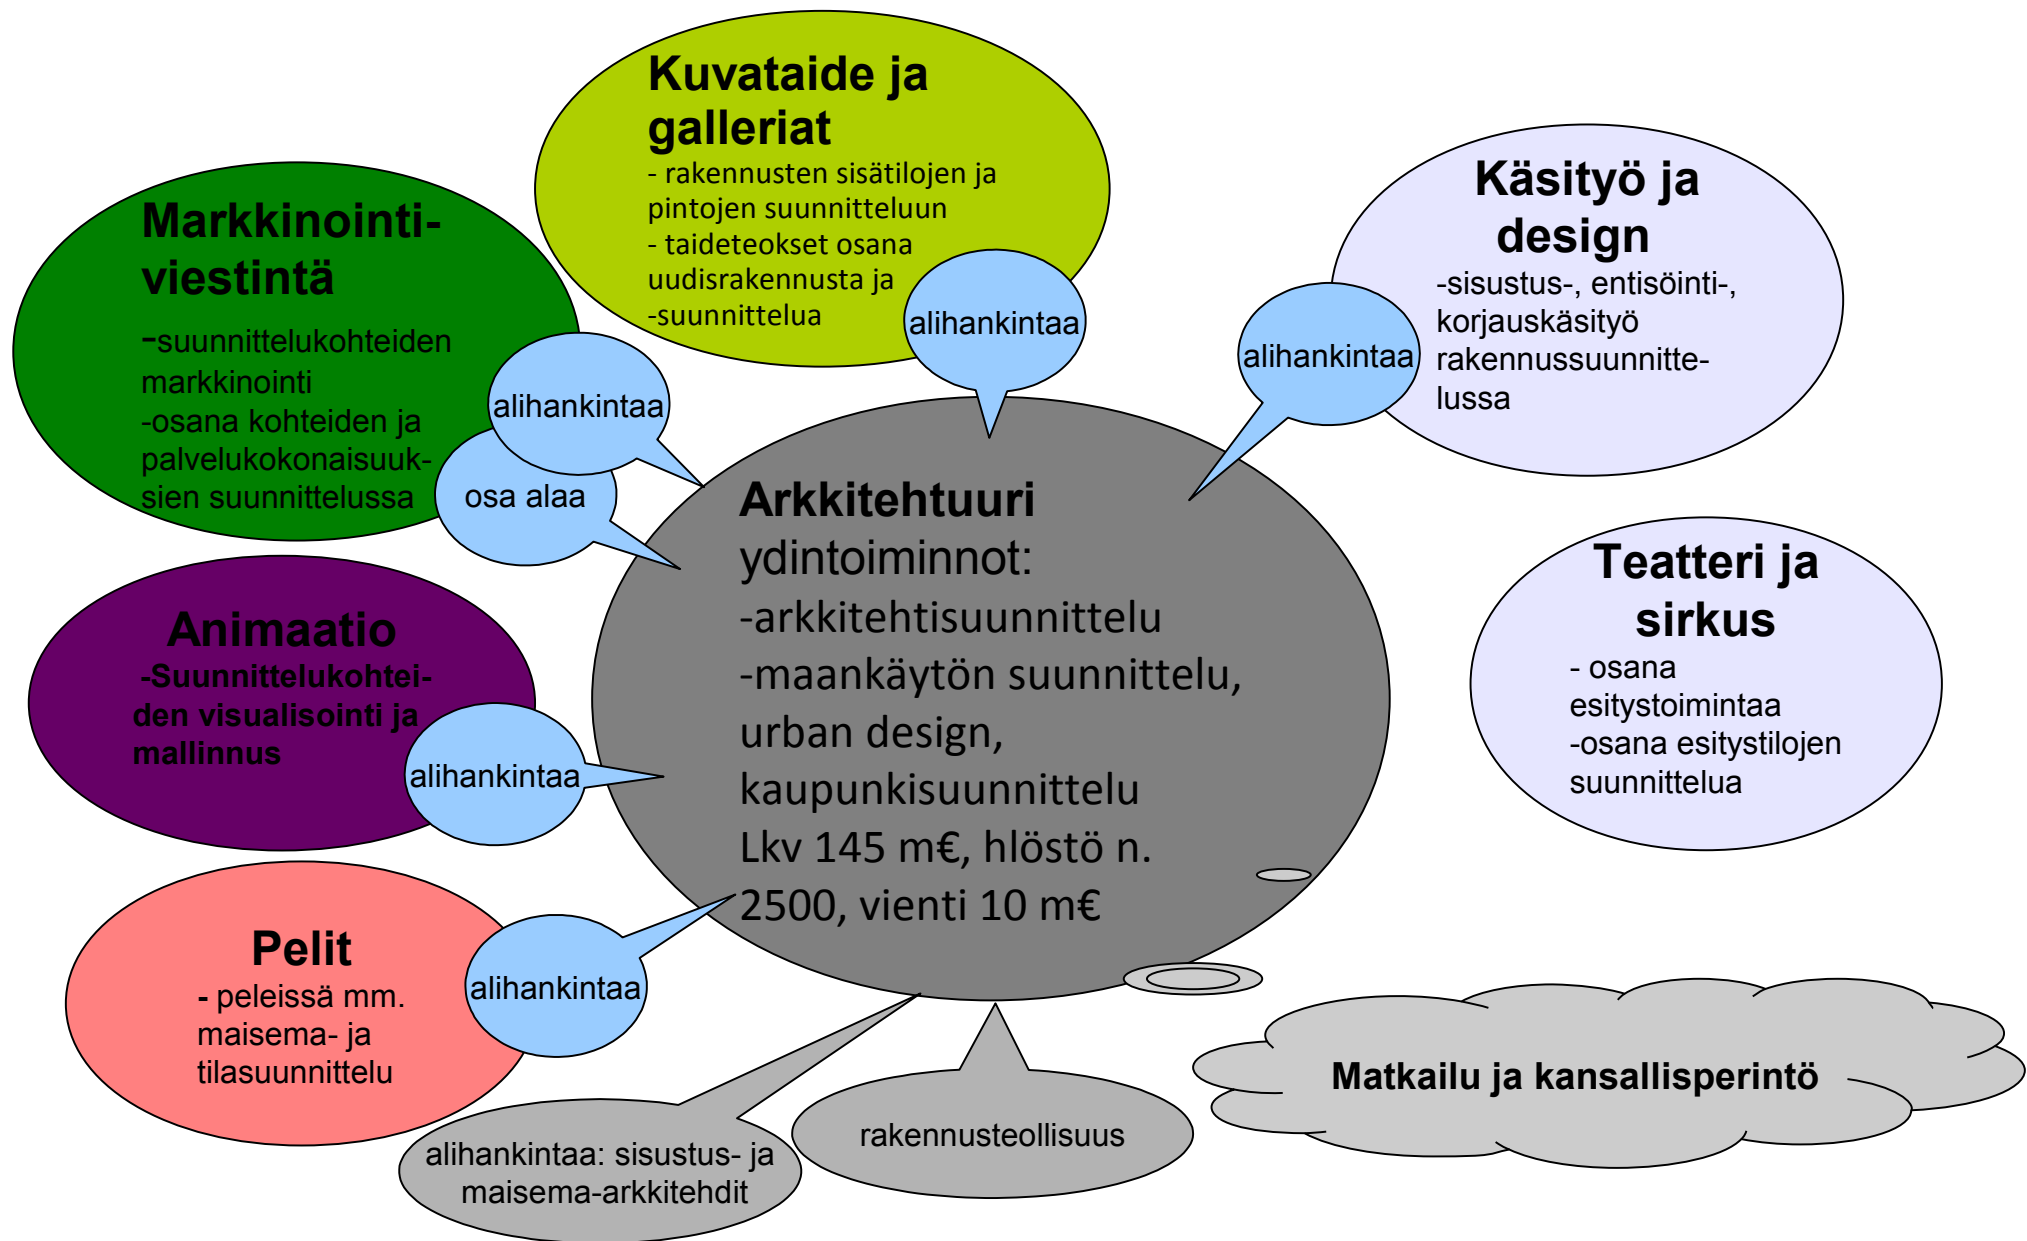 Kuvataide ja
galleriat
- rakennusten sisätilojen ja
pintojen suunnitteluun
- taideteokset osana
uudisrakennusta ja
-suunnittelua
alihankintaa
Käsityö ja
design
-sisustus-, entisöinti-,
korjauskäsityö
rakennussuunnitte-
lussa
alihankintaa
Markkinointi-
viestintä
-suunnittelukohteiden
markkinointi
-osana kohteiden ja
palvelukokonaisuuk-
sien suunnittelussa
alihankintaa
osa alaa
Arkkitehtuuri
ydintoiminnot:
-arkkitehtisuunnittelu
-maankäytön suunnittelu,
urban design,
kaupunkisuunnittelu
Lkv 145 m€, hlöstö n.
2500, vienti 10 m€
Teatteri ja
sirkus
- osana
esitystoimintaa
-osana esitystilojen
suunnittelua
Animaatio
-Suunnittelukohtei-
den visualisointi ja
mallinnus
alihankintaa
Pelit
- peleissä mm.
maisema- ja
tilasuunnittelu
alihankintaa
alihankintaa: sisustus- ja
maisema-arkkitehdit
rakennusteollisuus
Matkailu ja kansallisperintö